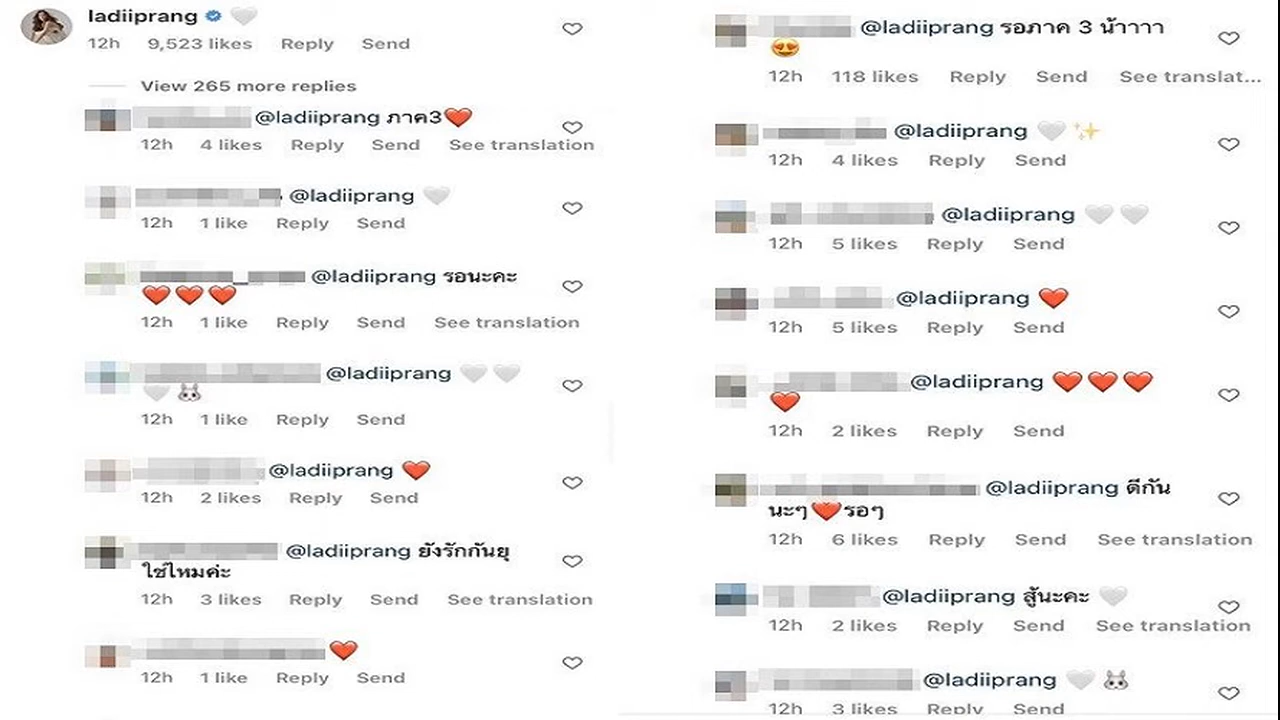 ladiiprang 🤍
12h 9,523 likes Reply Send
View 265 more replies
@ladiiprang ภาค3❤️
12h 4 likes Reply Send See translation
@ladiiprang 🤍
12h 1 like Reply Send
@ladiiprang รอนะคะ
❤️❤️❤️
12h 1 like Reply Send See translation
@ladiiprang 🤍🤍
🤍🐰
12h 1 like Reply Send
@ladiiprang ❤️
12h 2 likes Reply Send
@ladiiprang ยังรักกันยุ
ใช่ไหมค่ะ
12h 3 likes Reply Send See translation
❤️
12h 1 like Reply Send
@ladiiprang รอภาค 3 น้าาาา
😍
12h 118 likes Reply Send See translat...
@ladiiprang 🤍✨
12h 4 likes Reply Send
@ladiiprang 🤍🤍
12h 5 likes Reply Send
@ladiiprang ❤️
12h 5 likes Reply Send
@ladiiprang ❤️❤️❤️
❤️
12h 2 likes Reply Send
@ladiiprang ดีกัน
นะๆ❤️รอๆ
12h 6 likes Reply Send See translation
@ladiiprang สู้นะคะ 🤍
12h 2 likes Reply Send See translation
@ladiiprang 🤍🐰
12h 3 likes Reply Send